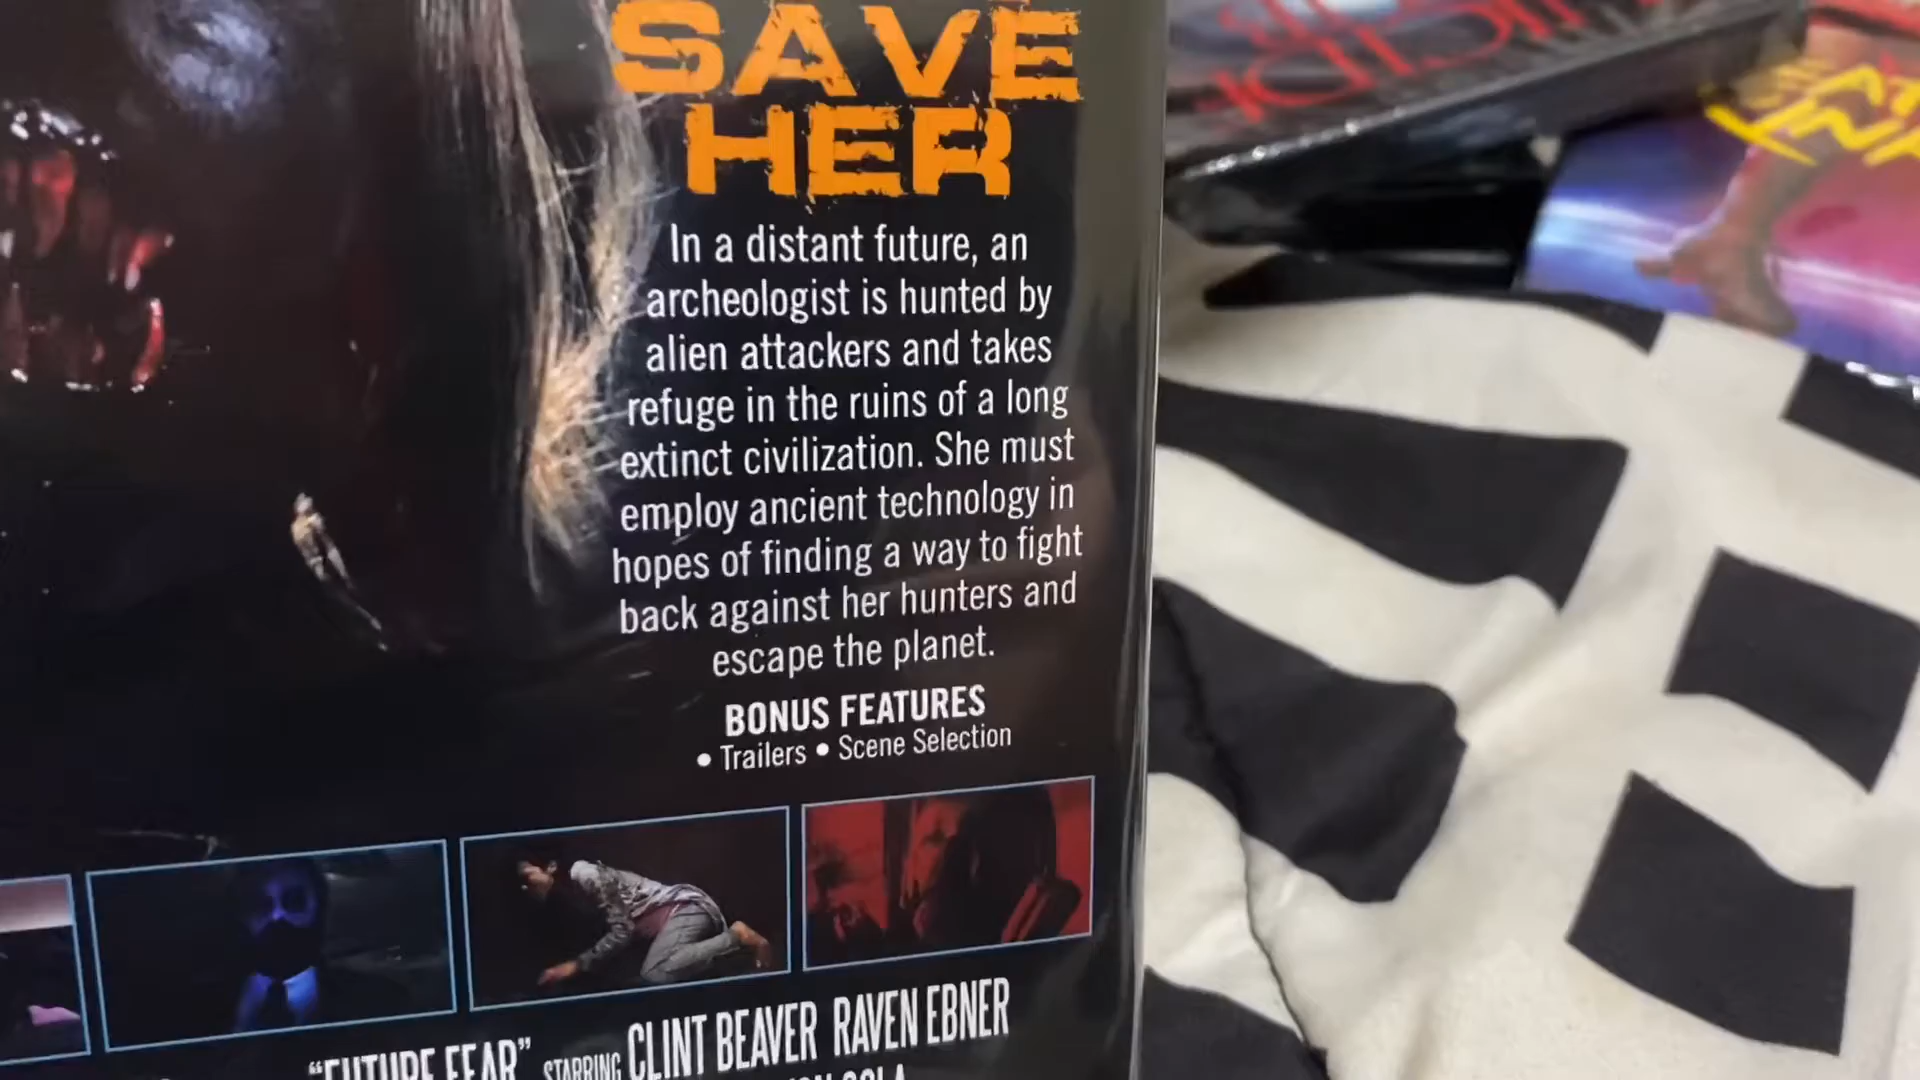 SAVE
HER
In a distant future, an
archeologist is hunted by
alien attackers and takes
refuge in the ruins of a long
extinct civilization. She must
employ ancient technology in
hopes of finding a way to fight
back against her hunters and
escape the planet.
BONUS FEATURES
• Trailers • Scene Selection
“FUTURE FEAR” STARRING CLINT BEAVER RAVEN EBNER